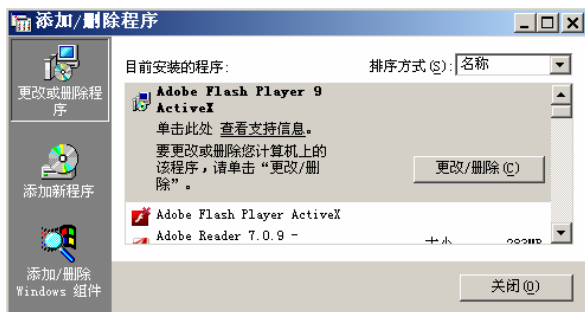 添加/删除程序
更改或删除程
序
添加新程序
添加/删除
Windows 组件
目前安装的程序:
排序方式(S): 名称
Adobe Flash Player 9
ActiveX
单击此处 查看支持信息。
要更改或删除您计算机上的
该程序，请单击“更改/删
除”。
更改/删除(C)
Adobe Flash Player ActiveX
Adobe Reader 7.0.9 -
关闭(O)